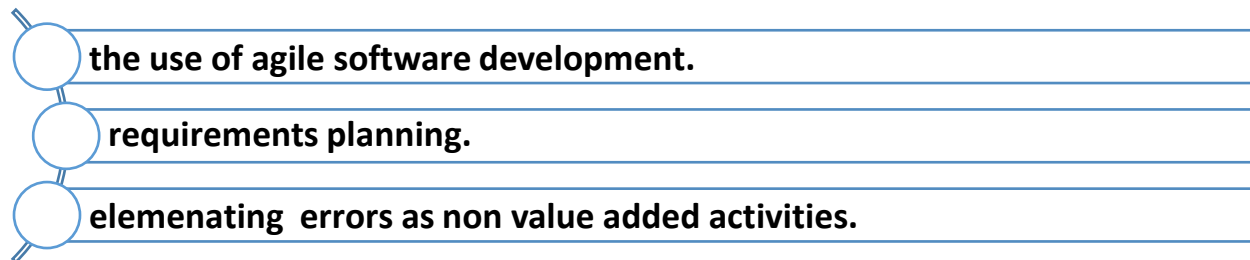 the use of agile software development.
requirements planning.
elemenating errors as non value added activities.